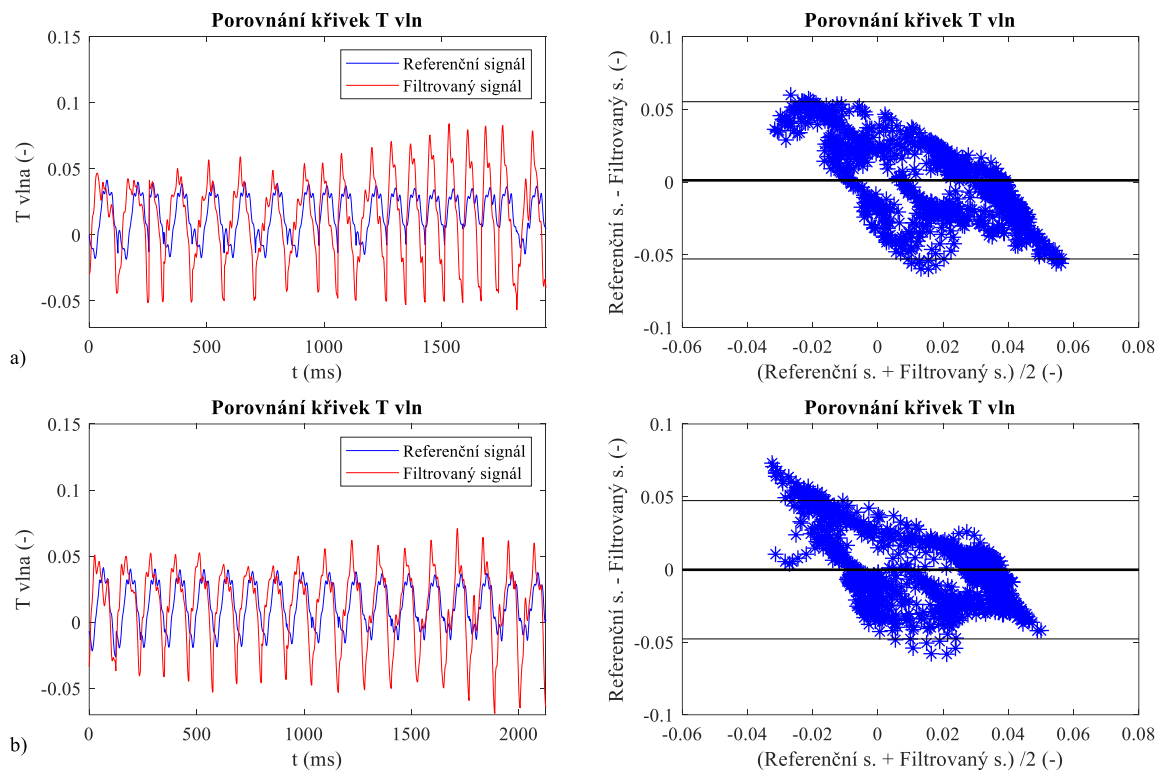 Porovnání křivek T vln
0.15
0.1
0.05
0
-0.05
T vlna (-)
Referenční signál
Filtrovaný signál
0
500
1000
1500
t (ms)
a)
Porovnání křivek T vln
0.1
0.05
0
-0.05
-0.1
Referenční s. - Filtrovaný s. (-)
-0.06
-0.04
-0.02
0
0.02
0.04
0.06
0.08
(Referenční s. + Filtrovaný s.) /2 (-)
Porovnání křivek T vln
0.15
0.1
0.05
0
-0.05
T vlna (-)
Referenční signál
Filtrovaný signál
0
500
1000
1500
2000
t (ms)
b)
Porovnání křivek T vln
0.1
0.05
0
-0.05
-0.1
Referenční s. - Filtrovaný s. (-)
-0.06
-0.04
-0.02
0
0.02
0.04
0.06
0.08
(Referenční s. + Filtrovaný s.) /2 (-)